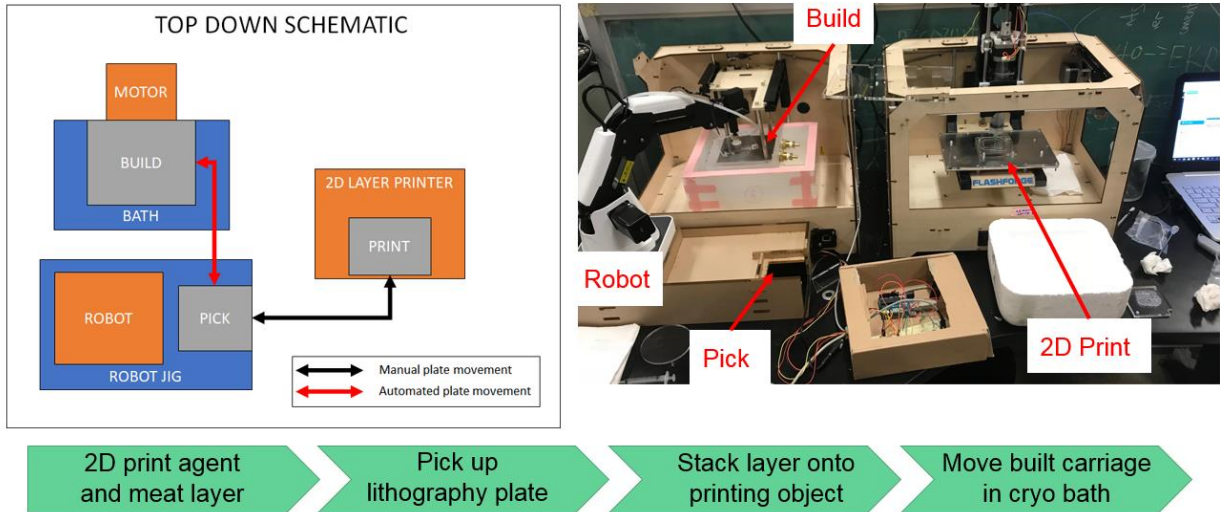 TOP DOWN SCHEMATIC
MOTOR
BUILD
BATH
2D LAYER PRINTER
PRINT
ROBOT
PICK
ROBOT JIG
Manual plate movement
Automated plate movement
Build
FLASHFORGE
Robot
Pick
2D Print
2D print agent
and meat layer
Pick up
lithography plate
Stack layer onto
printing object
Move built carriage
in cryo bath